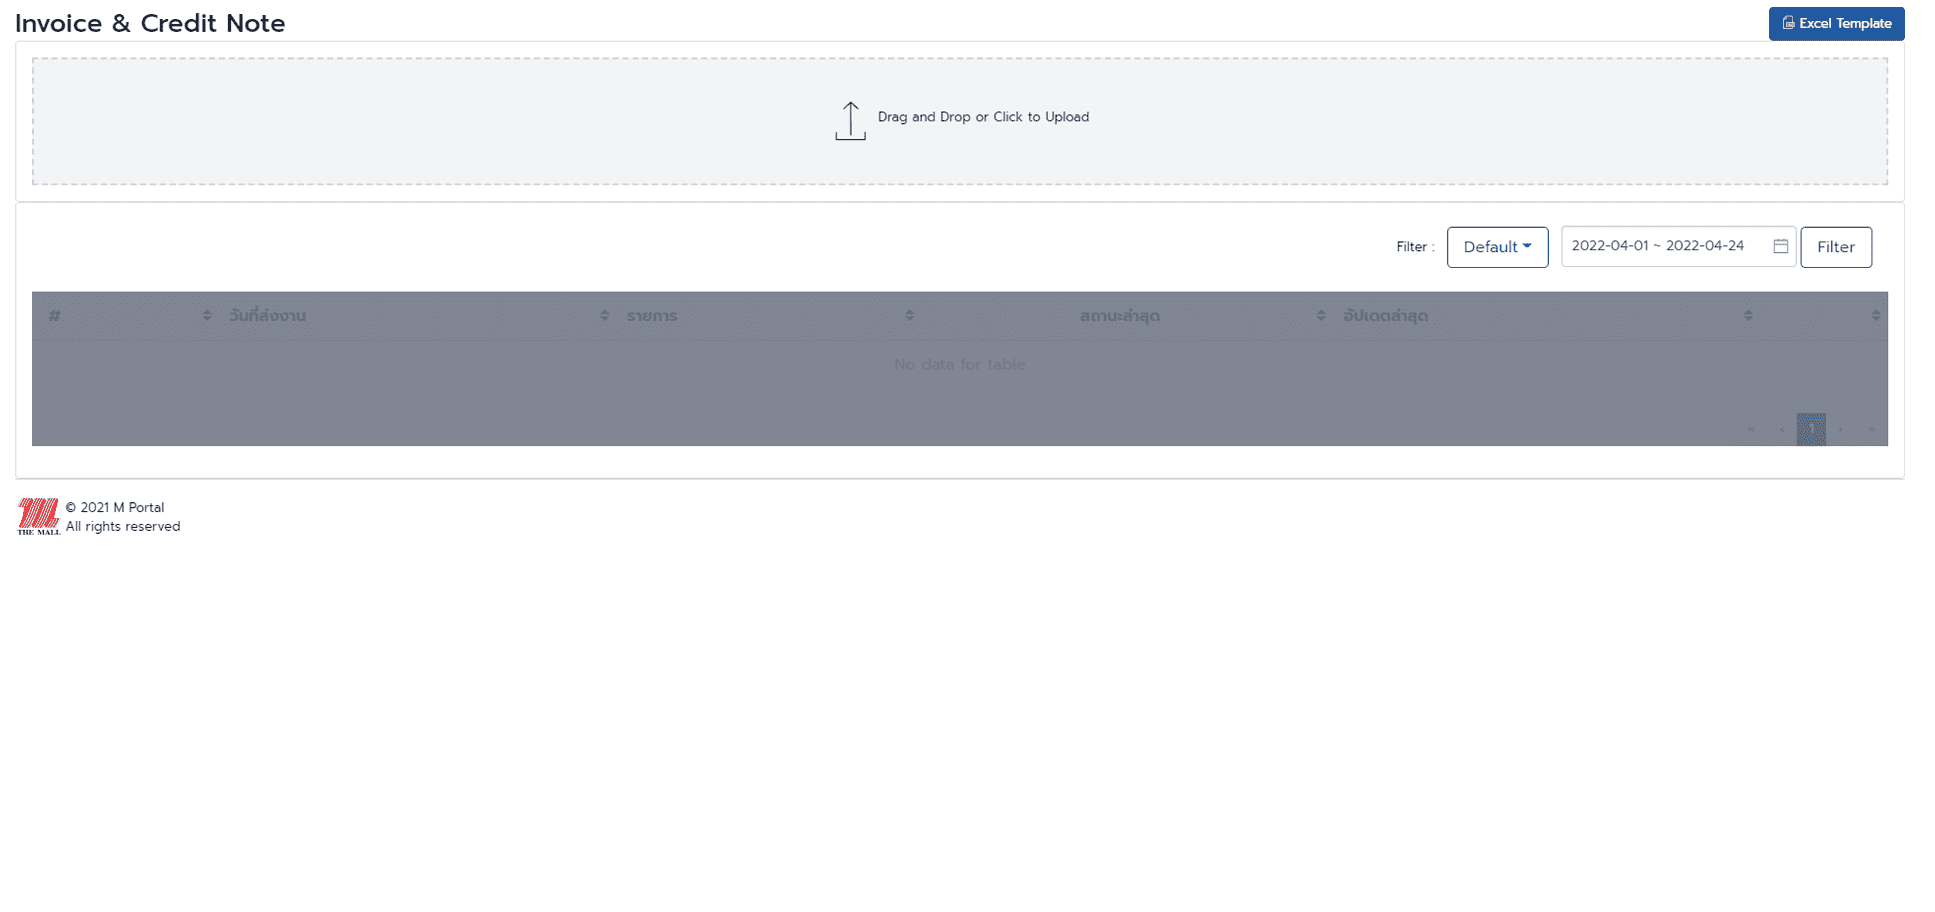 Invoice & Credit Note
Excel Template
Drag and Drop or Click to Upload
Filter : Default 2022-04-01 ~ 2022-04-24 Filter
# วันที่ส่งงาน รายการ สถานะล่าสุด อัปเดตล่าสุด
No data for table
« ‹ 1 › »
THE MALL
© 2021 M Portal
All rights reserved